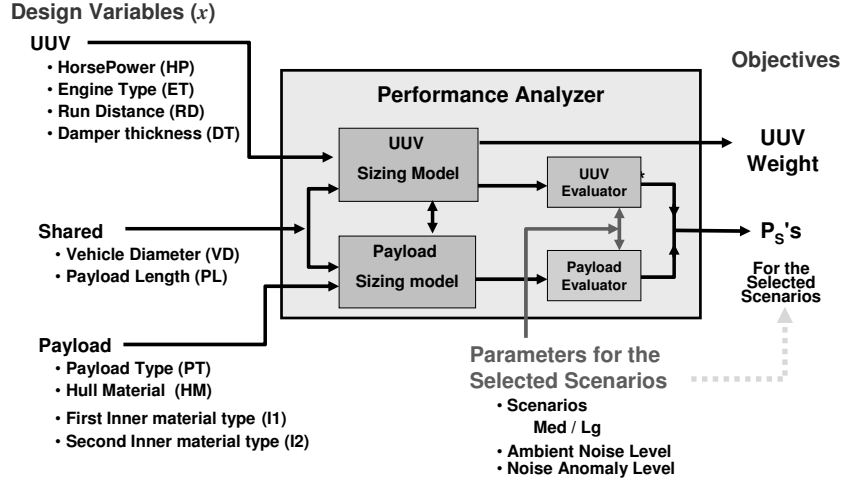 Design Variables (x)
UUV
• HorsePower (HP)
• Engine Type (ET)
• Run Distance (RD)
• Damper thickness (DT)
Shared
• Vehicle Diameter (VD)
• Payload Length (PL)
Payload
• Payload Type (PT)
• Hull Material (HM)
• First Inner material type (I1)
• Second Inner material type (I2)
Performance Analyzer
UUV
Sizing Model
Payload
Sizing model
UUV
Evaluator
*
Payload
Evaluator
Parameters for the
Selected Scenarios
• Scenarios
Med / Lg
• Ambient Noise Level
• Noise Anomaly Level
Objectives
UUV
Weight
PS's
For the
Selected
Scenarios